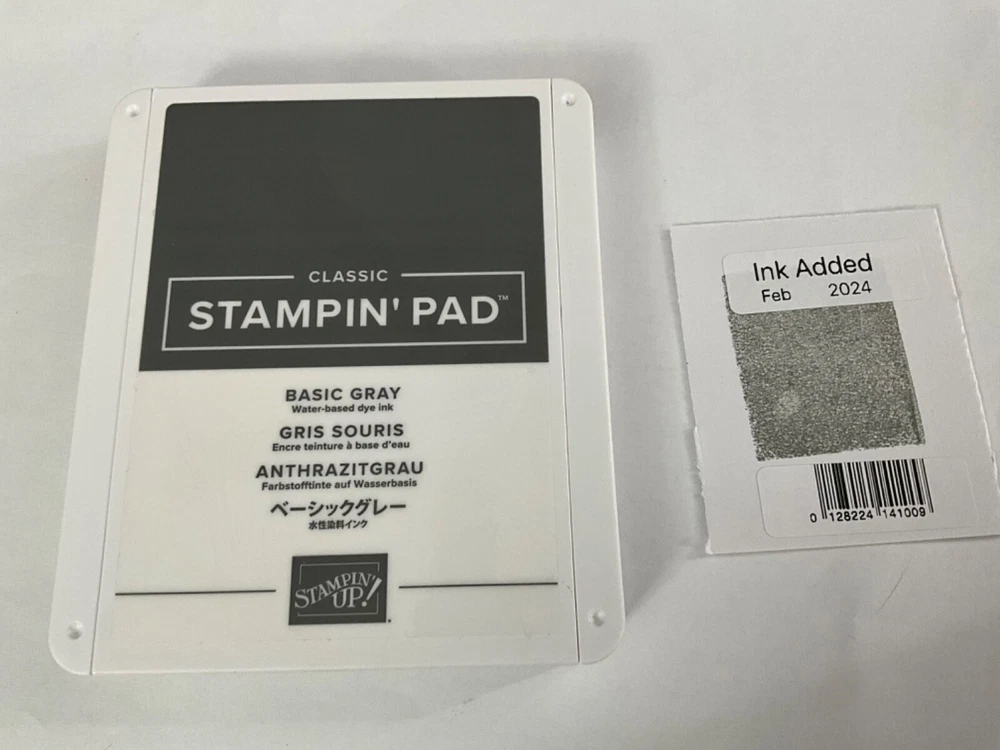 CLASSIC
STAMPIN' PAD™
BASIC GRAY
Water-based dye ink
GRIS SOURIS
Encre teinture à base d'eau
ANTHRAZITGRAU
Farbstofftinte auf Wasserbasis
ベーシックグレー
水性染料インク
STAMPIN' UP!
Ink Added
Feb 2024
0 128224 141009